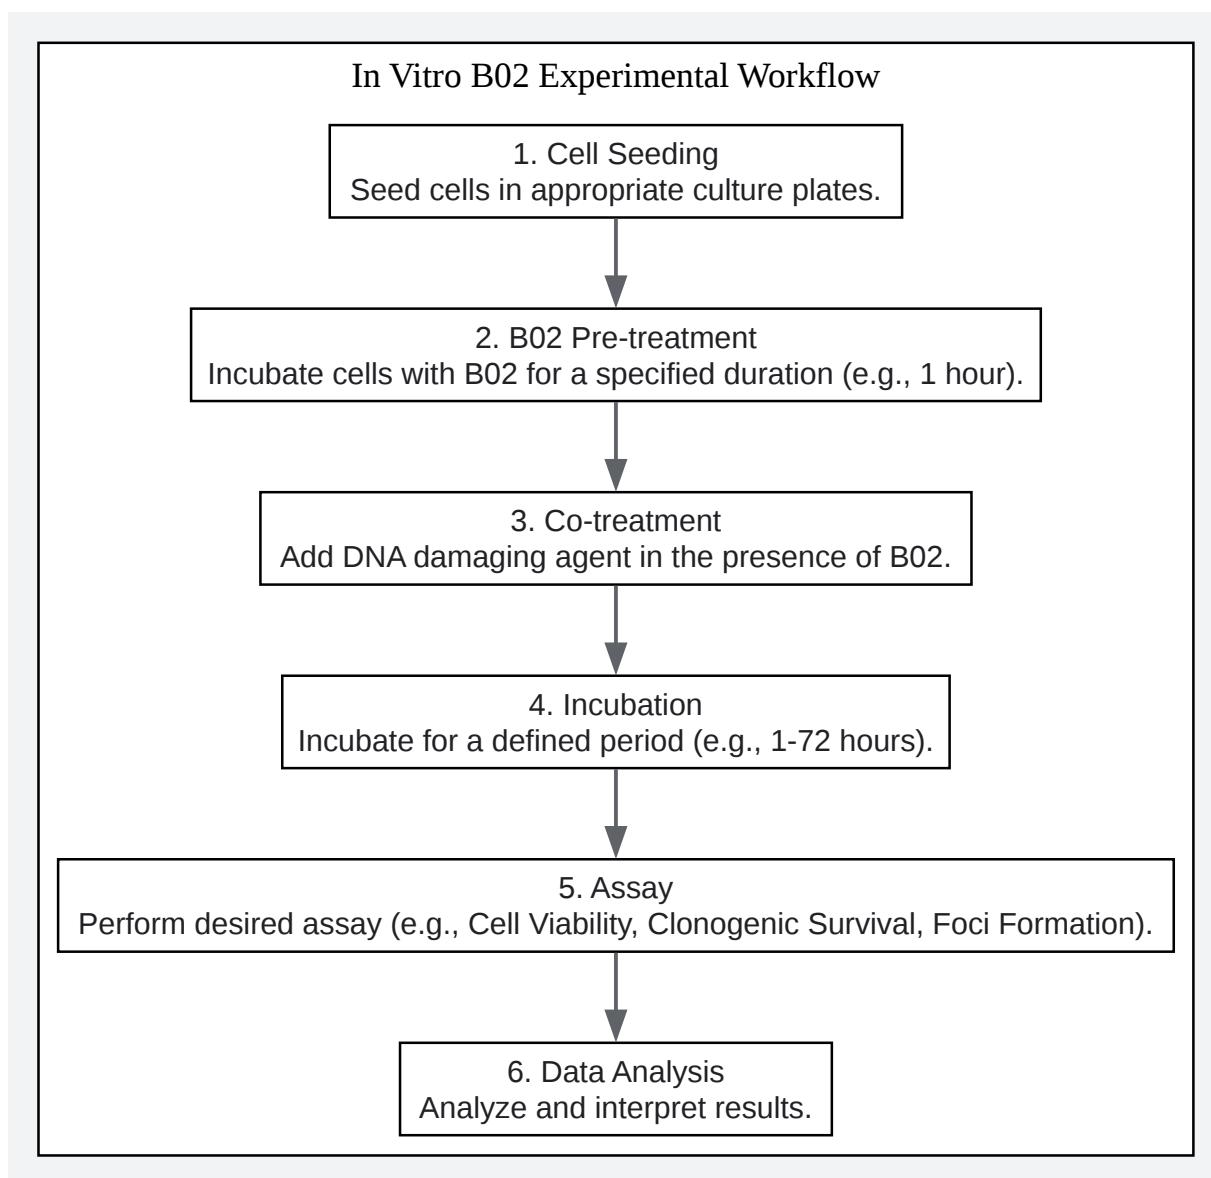 In Vitro B02 Experimental Workflow
1. Cell Seeding
Seed cells in appropriate culture plates.
2. B02 Pre-treatment
Incubate cells with B02 for a specified duration (e.g., 1 hour).
3. Co-treatment
Add DNA damaging agent in the presence of B02.
4. Incubation
Incubate for a defined period (e.g., 1-72 hours).
5. Assay
Perform desired assay (e.g., Cell Viability, Clonogenic Survival, Foci Formation).
6. Data Analysis
Analyze and interpret results.